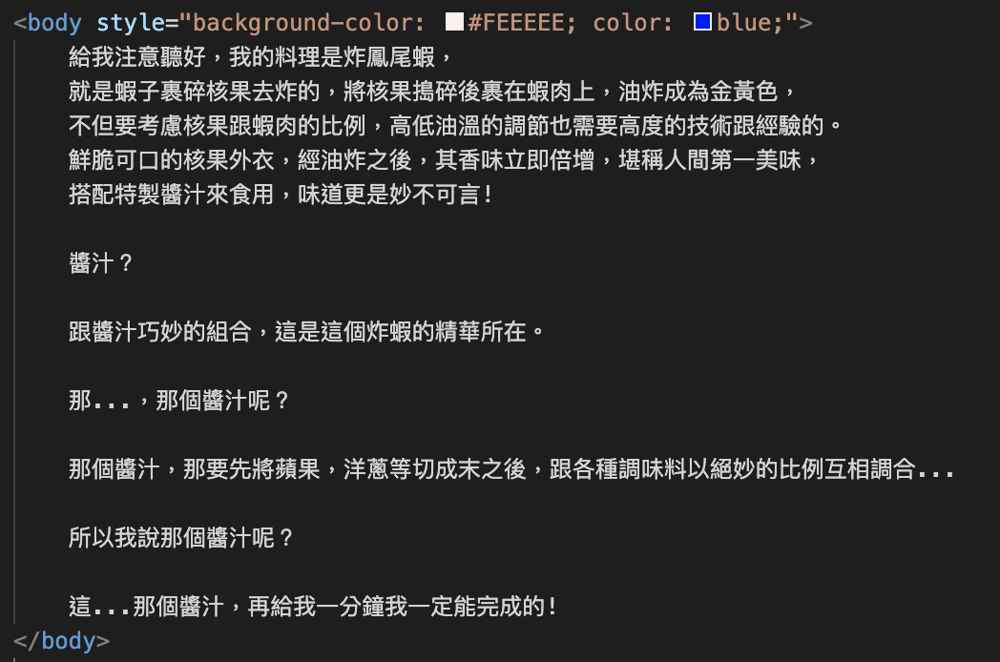 <body style="background-color: #FEEEEE; color: blue;">
給我注意聽好，我的料理是炸鳳尾蝦，
就是蝦子裹碎核果去炸的，將核果搗碎後裹在蝦肉上，油炸成為金黃色，
不但要考慮核果跟蝦肉的比例，高低油溫的調節也需要高度的技術跟經驗的。
鮮脆可口的核果外衣，經油炸之後，其香味立即倍增，堪稱人間第一美味，
搭配特製醬汁來食用，味道更是妙不可言!
醬汁？
跟醬汁巧妙的組合，這是這個炸蝦的精華所在。
那...，那個醬汁呢？
那個醬汁，那要先將蘋果，洋蔥等切成末之後，跟各種調味料以絕妙的比例互相調合...
所以我說那個醬汁呢？
這...那個醬汁，再給我一分鐘我一定能完成的!
</body>